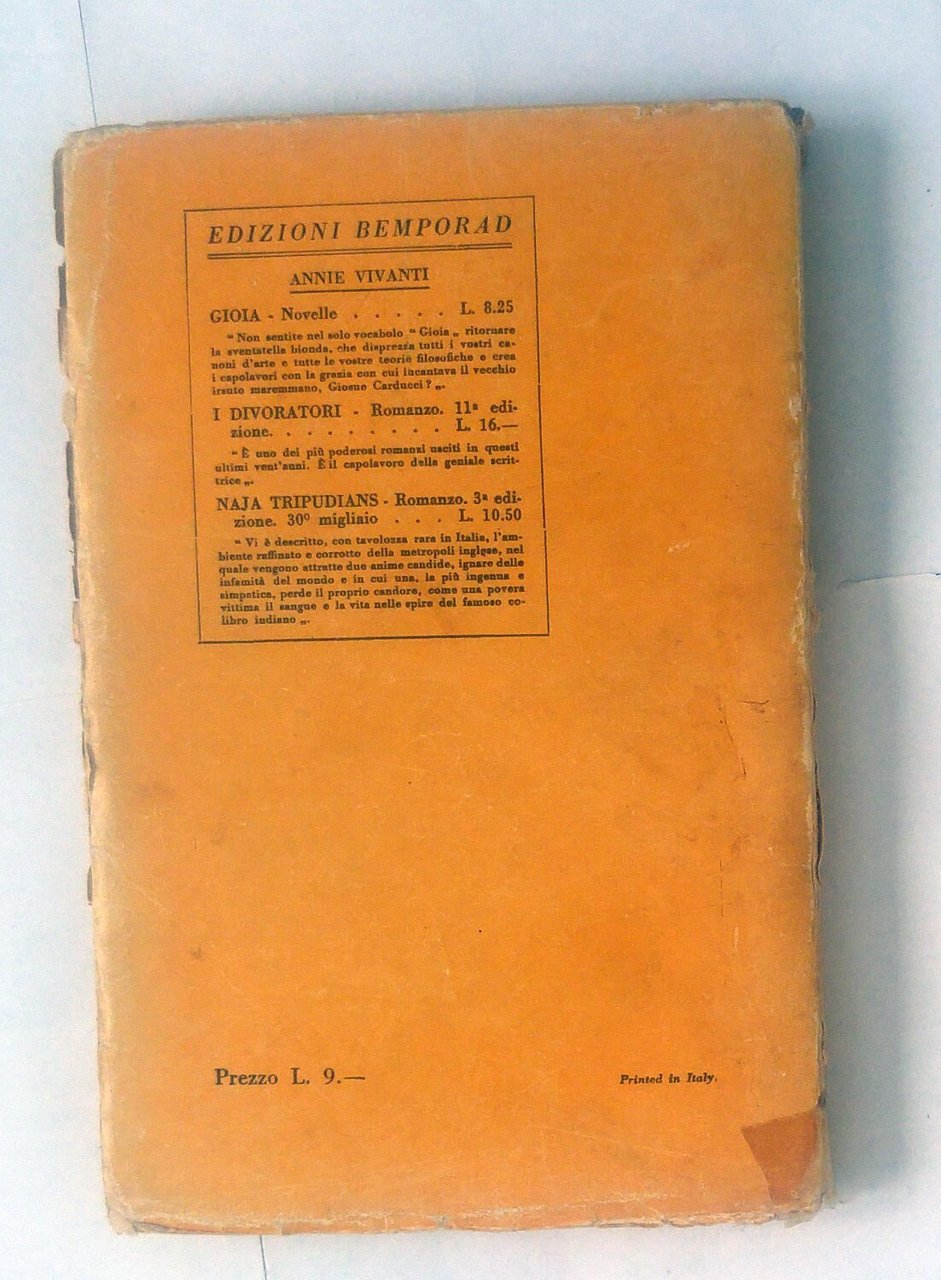 EDIZIONI BEMPORAD
ANNIE VIVANTI
GIOIA - Novelle . . . . . L. 8.25
“ Non sentite nel solo vocabolo “ Gioia „ ritornare
la sventatella bionda, che disprezza tutti i vostri ca-
noni d'arte e tutte le vostre teorie filosofiche e crea
i capolavori con la grazia con cui incantava il vecchio
irsuto maremmano, Giosue Carducci ? „.
I DIVORATORI - Romanzo. 11ª edi-
zione. . . . . . . . . L. 16.—
“ È uno dei più poderosi romanzi usciti in questi
ultimi vent'anni. È il capolavoro della geniale scrit-
trice „.
NAJA TRIPUDIANS - Romanzo. 3ª edi-
zione. 30º migliaio . . . L. 10.50
“ Vi è descritto, con tavolozza rara in Italia, l'am-
biente raffinato e corrotto della metropoli inglese, nel
quale vengono attratte due anime candide, ignare delle
infamità del mondo e in cui una, la più ingenua e
simpatica, perde il proprio candore, come una povera
vittima il sangue e la vita nelle spire del famoso co-
libro indiano „.
Prezzo L. 9.—
Printed in Italy.